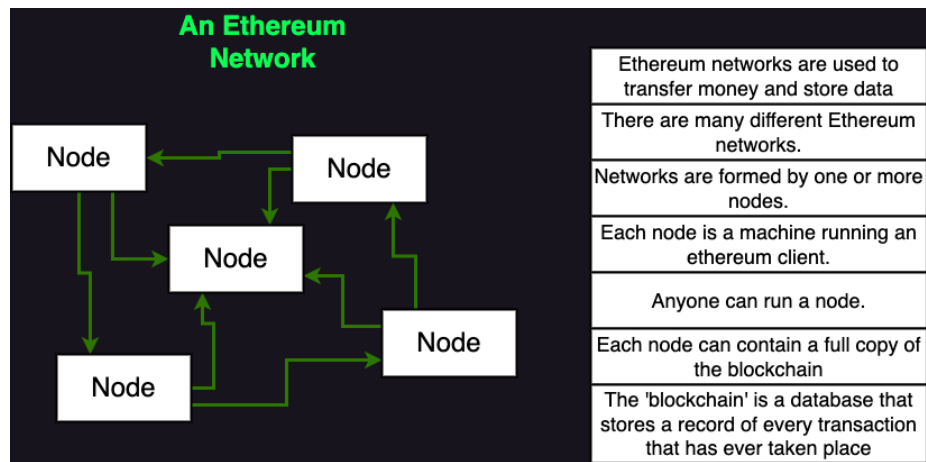 An Ethereum
Network
Node
Node
Node
Node
Node
Ethereum networks are used to
transfer money and store data
There are many different Ethereum
networks.
Networks are formed by one or more
nodes.
Each node is a machine running an
ethereum client.
Anyone can run a node.
Each node can contain a full copy of
the blockchain
The 'blockchain' is a database that
stores a record of every transaction
that has ever taken place